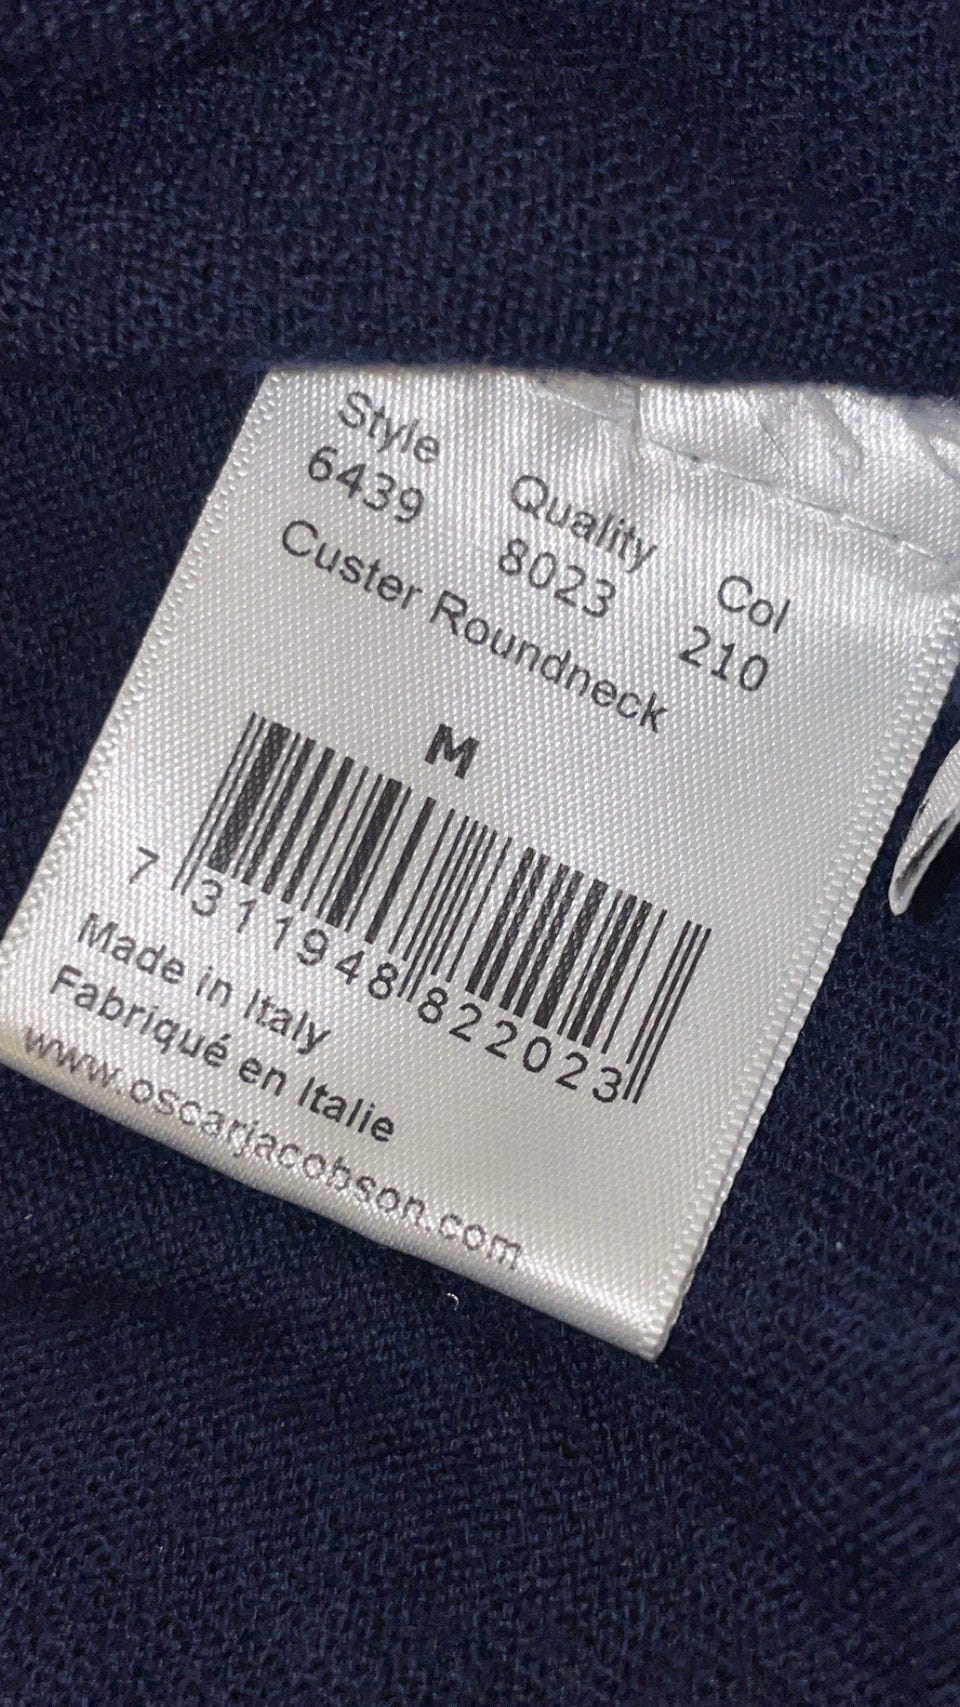 Style Quality Col
6439 8023 210
Custer Roundneck
M
7 311948 822023
Made in Italy
Fabriqué en Italie
www.oscarjacobson.com